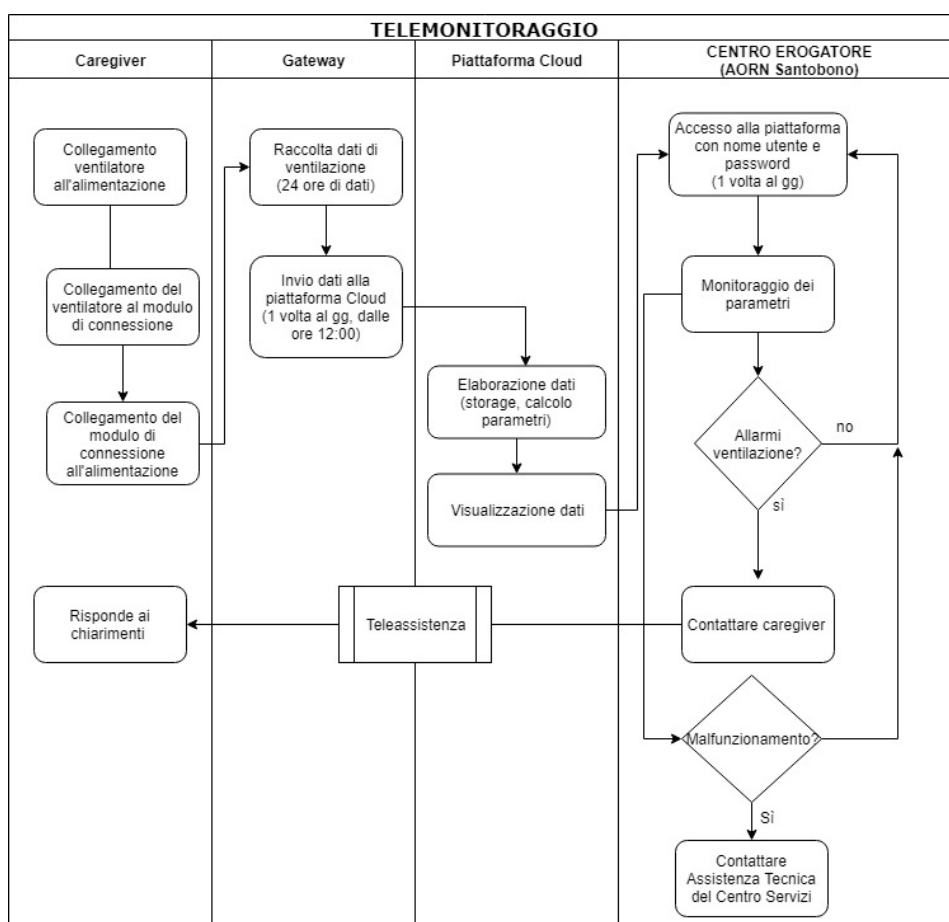 TELEMONITORAGGIO
Caregiver
Gateway
Piattaforma Cloud
CENTRO EROGATORE
(AORN Santobono)
Collegamento
ventilatore
all'alimentazione
Collegamento del
ventilatore al modulo
di connessione
Collegamento del
modulo di
connessione
all'alimentazione
Risponde ai
chiarimenti
Raccolta dati di
ventilazione
(24 ore di dati)
Invio dati alla
piattaforma Cloud
(1 volta al gg, dalle
ore 12:00)
Teleassistenza
Elaborazione dati
(storage, calcolo
parametri)
Visualizzazione dati
Accesso alla piattaforma
con nome utente e
password
(1 volta al gg)
Monitoraggio dei
parametri
Allarmi
ventilazione?
no
sì
Contattare caregiver
Malfunzionamento?
Sì
Contattare
Assistenza Tecnica
del Centro Servizi